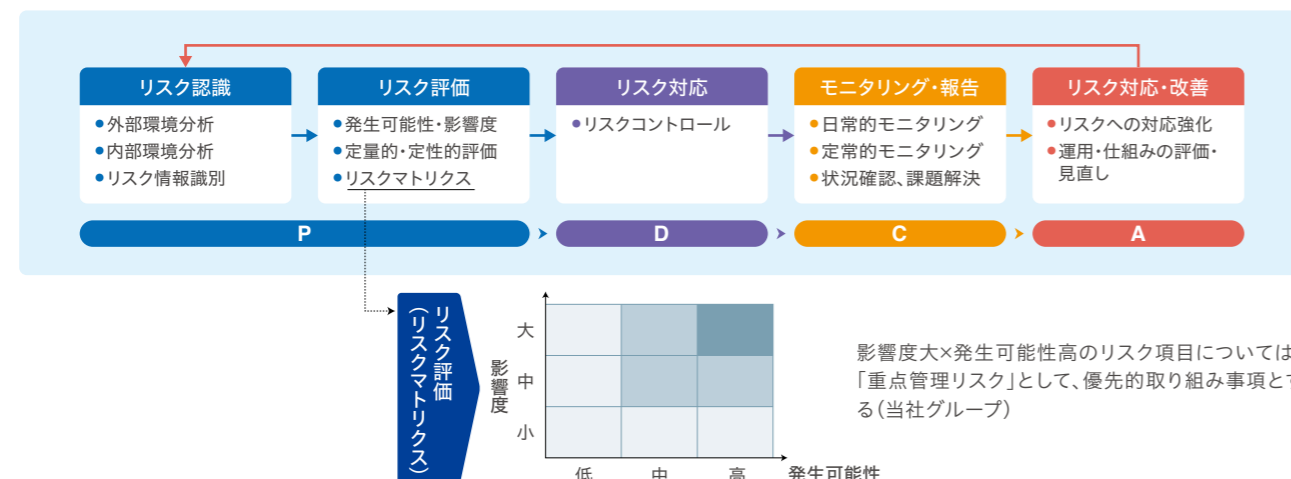 リスク認識
●外部環境分析
●内部環境分析
●リスク情報識別
リスク評価
●発生可能性・影響度
●定量的・定性的評価
●リスクマトリクス
リスク対応
●リスクコントロール
モニタリング・報告
●日常的モニタリング
●定常的モニタリング
●状況確認、課題解決
リスク対応・改善
●リスクへの対応強化
●運用・仕組みの評価・
見直し
P
D
C
A
リスク評価
(リスクマトリクス)
影響度
大
中
小
低
中
高
発生可能性
影響度大×発生可能性高のリスク項目については
「重点管理リスク」として、優先的取り組み事項とす
る(当社グループ)